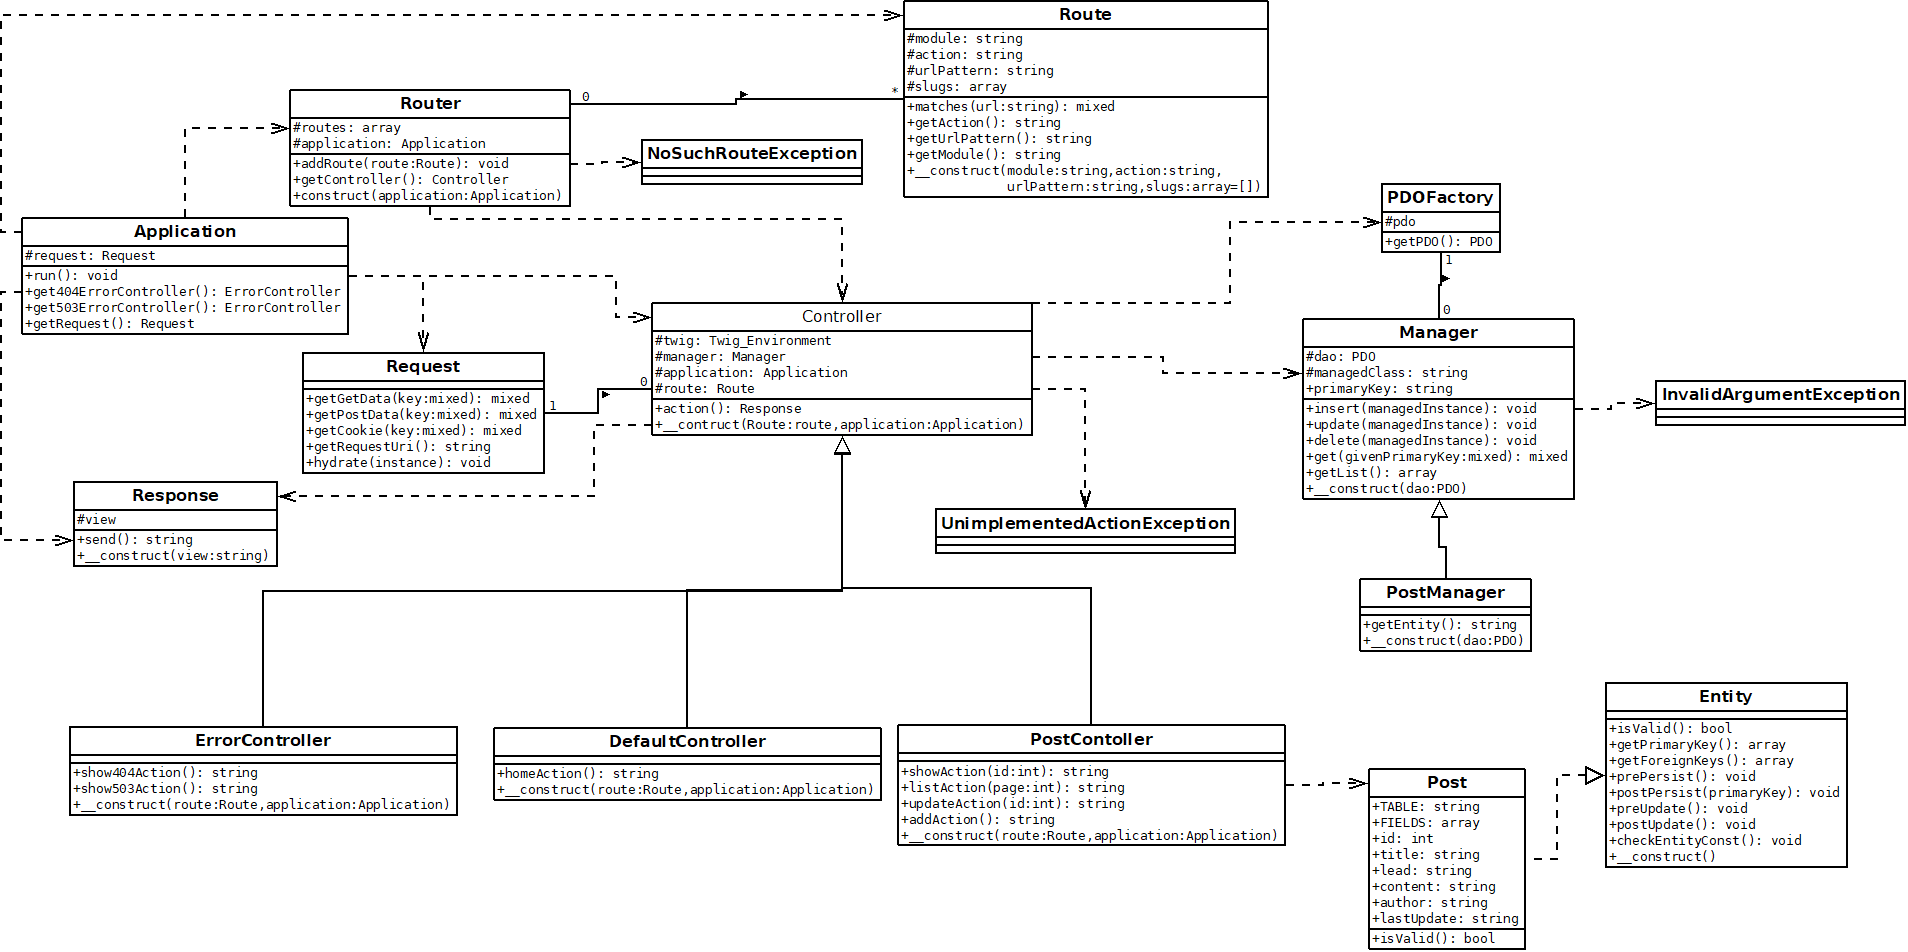 Route
#module: string
#action: string
#urlPattern: string
#slugs: array
+matches(url:string): mixed
+getAction(): string
+getUrlPattern(): string
+getModule(): string
+__construct(module:string,action:string,
urlPattern:string,slugs:array=[])
Router
#routes: array
#application: Application
+addRoute(route:Route): void
+getController(): Controller
+construct(application:Application)
0
*
NoSuchRouteException
PDOFactory
#pdo
+getPDO(): PDO
1
0
Application
#request: Request
+run(): void
+get404ErrorController(): ErrorController
+get503ErrorController(): ErrorController
+getRequest(): Request
Controller
#twig: Twig_Environment
#manager: Manager
#application: Application
#route: Route
+action(): Response
+__contruct(Route:route,application:Application)
Manager
#dao: PDO
#managedClass: string
+primaryKey: string
+insert(managedInstance): void
+update(managedInstance): void
+delete(managedInstance): void
+get(givenPrimaryKey:mixed): mixed
+getList(): array
+__construct(dao:PDO)
InvalidArgumentException
Request
+getGetData(key:mixed): mixed
+getPostData(key:mixed): mixed
+getCookie(key:mixed): mixed
+getRequestUri(): string
+hydrate(instance): void
1
0
Response
#view
+send(): string
+__construct(view:string)
UnimplementedActionException
PostManager
+getEntity(): string
+__construct(dao:PDO)
ErrorController
+show404Action(): string
+show503Action(): string
+__construct(route:Route,application:Application)
DefaultController
+homeAction(): string
+__construct(route:Route,application:Application)
PostContoller
+showAction(id:int): string
+listAction(page:int): string
+updateAction(id:int): string
+addAction(): string
+__construct(route:Route,application:Application)
Post
+TABLE: string
+FIELDS: array
+id: int
+title: string
+lead: string
+content: string
+author: string
+lastUpdate: string
+isValid(): bool
Entity
+isValid(): bool
+getPrimaryKey(): array
+getForeignKeys(): array
+prePersist(): void
+postPersist(primaryKey): void
+preUpdate(): void
+postUpdate(): void
+checkEntityConst(): void
+__construct()